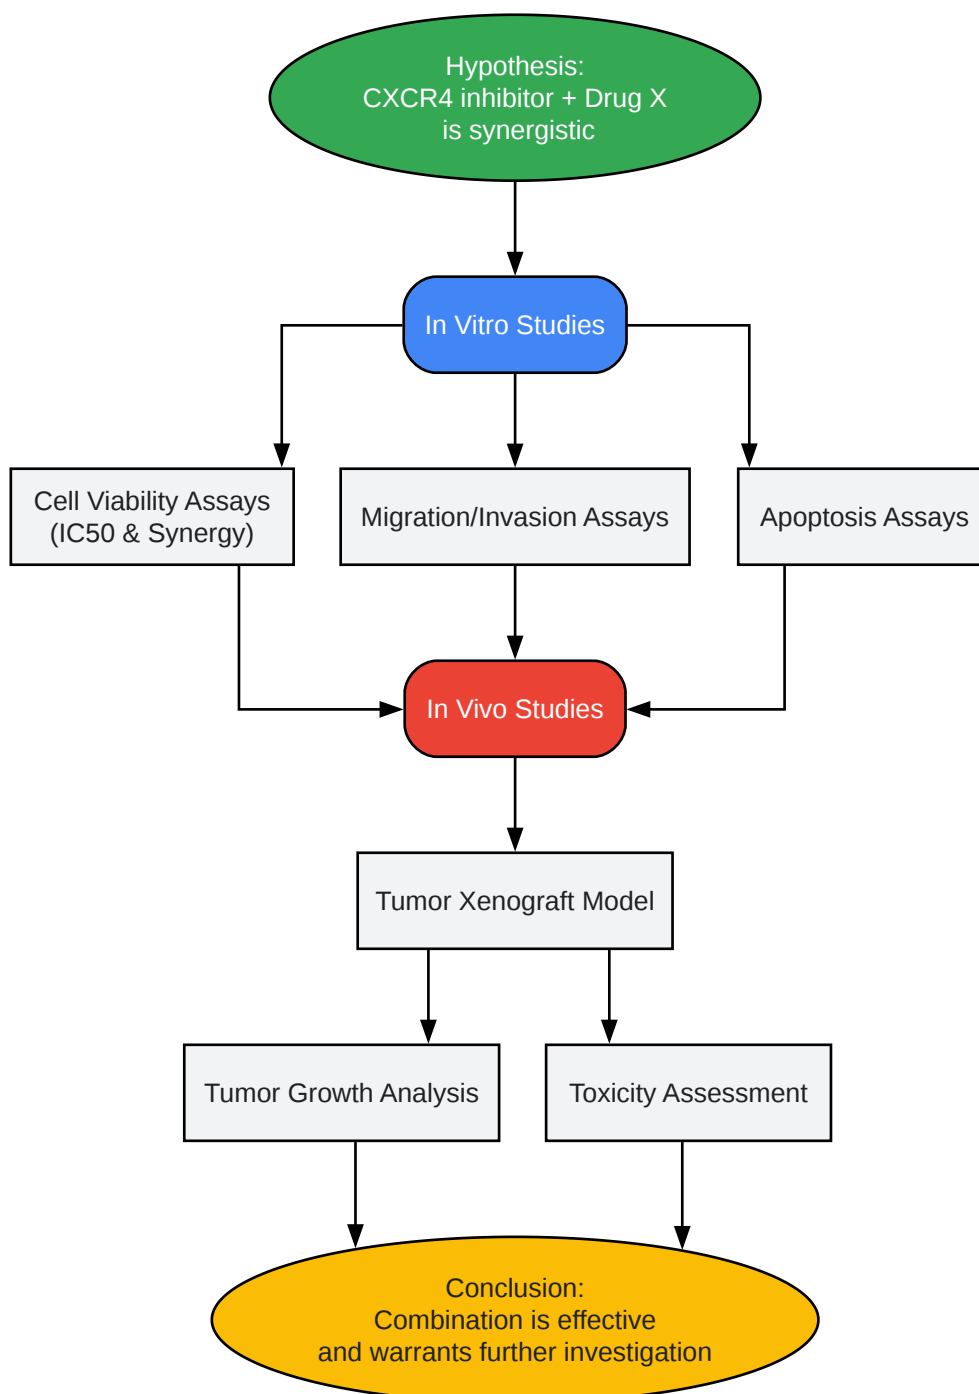 Hypothesis:
CXCR4 inhibitor + Drug X
is synergistic
In Vitro Studies
Cell Viability Assays
(IC50 & Synergy)
Migration/Invasion Assays
Apoptosis Assays
In Vivo Studies
Tumor Xenograft Model
Tumor Growth Analysis
Toxicity Assessment
Conclusion:
Combination is effective
and warrants further investigation